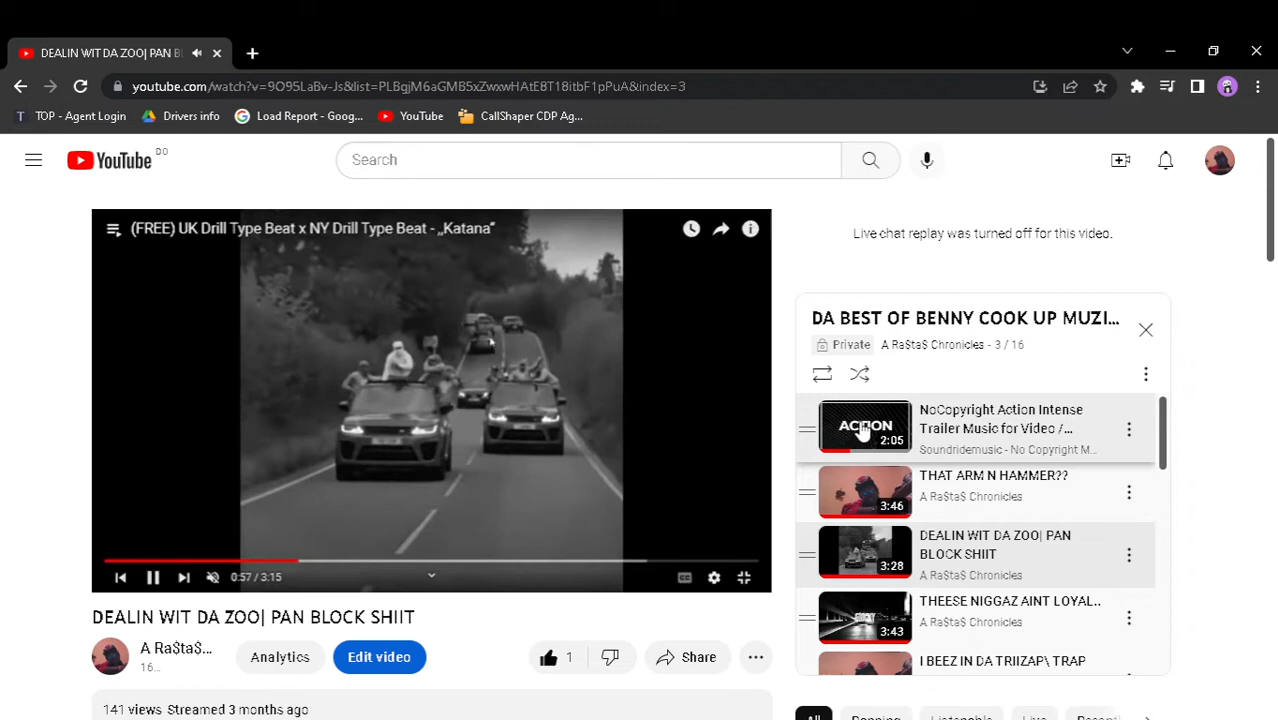 DEALIN WIT DA ZOO| PAN B
youtube.com/watch?v=9O95LaBv-Js&list=PLBgjM6aGMB5xZwxwHAtE8T18itbF1pPuA&index=3
TOP - Agent Login
Drivers info
Load Report - Goog...
YouTube
CallShaper CDP Ag...
YouTube DO
Search
(FREE) UK Drill Type Beat x NY Drill Type Beat - „Katana“
0:57 / 3:15
Live chat replay was turned off for this video.
DA BEST OF BENNY COOK UP MUZI...
Private A Ra$ta$ Chronicles - 3 / 16
ACTION
2:05
NoCopyright Action Intense
Trailer Music for Video /...
Soundridemusic - No Copyright M...
3:46
THAT ARM N HAMMER??
A Ra$ta$ Chronicles
3:28
DEALIN WIT DA ZOO| PAN
BLOCK SHIIT
A Ra$ta$ Chronicles
3:43
THEESE NIGGAZ AINT LOYAL..
A Ra$ta$ Chronicles
I BEEZ IN DA TRIIZAP\ TRAP
DEALIN WIT DA ZOO| PAN BLOCK SHIIT
A Ra$ta$...
16...
Analytics
Edit video
1
Share
141 views Streamed 3 months ago
All
Listenable
Live